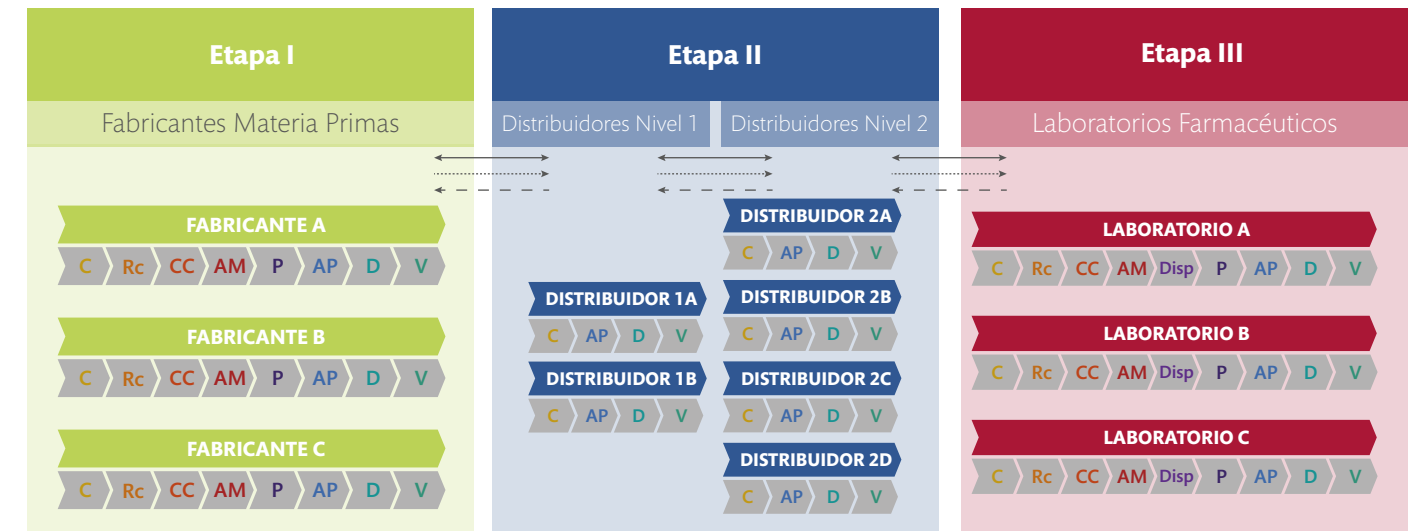 Etapa I
Fabricantes Materia Primas
FABRICANTE A
C Rc CC AM P AP D V
FABRICANTE B
C Rc CC AM P AP D V
FABRICANTE C
C Rc CC AM P AP D V
Etapa II
Distribuidores Nivel 1
DISTRIBUIDOR 1A
C AP D V
DISTRIBUIDOR 1B
C AP D V
Distribuidores Nivel 2
DISTRIBUIDOR 2A
C AP D V
DISTRIBUIDOR 2B
C AP D V
DISTRIBUIDOR 2C
C AP D V
DISTRIBUIDOR 2D
C AP D V
Etapa III
Laboratorios Farmacéuticos
LABORATORIO A
C Rc CC AM Disp P AP D V
LABORATORIO B
C Rc CC AM Disp P AP D V
LABORATORIO C
C Rc CC AM Disp P AP D V